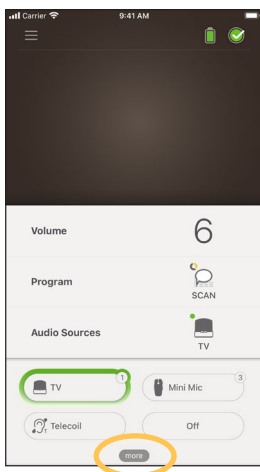 Carrier 9:41 AM
Volume 6
Program
SCAN
Audio Sources
TV
TV 1 Mini Mic 3
T Telecoil Off
more